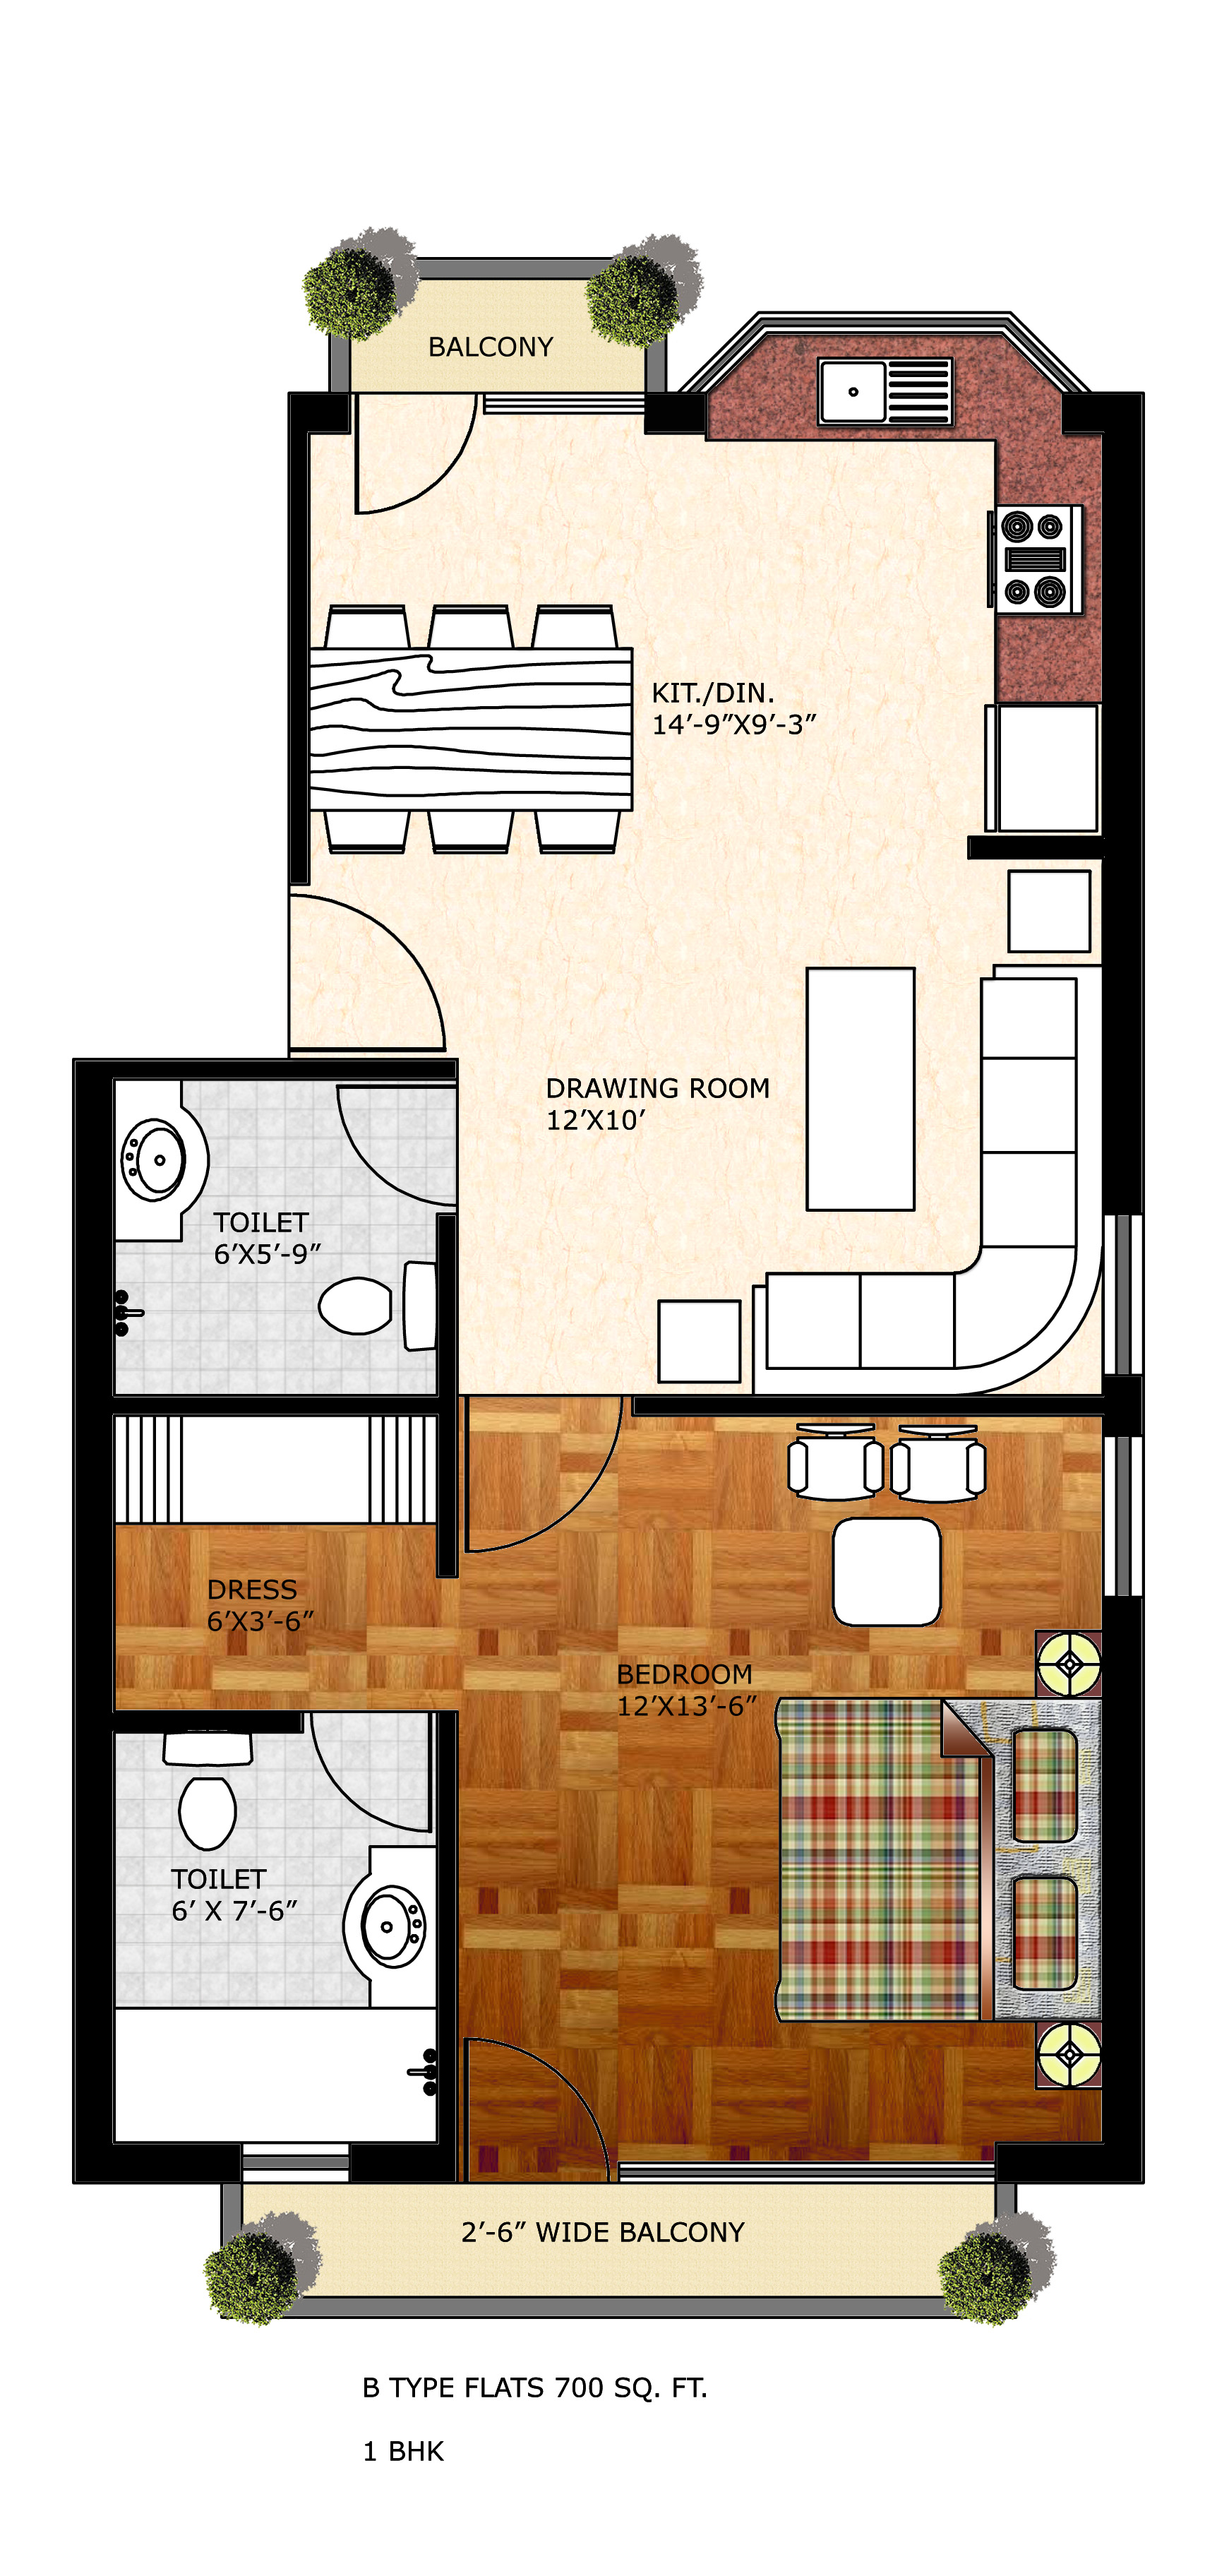 BALCONY
KIT./DIN.
14’-9”X9’-3”
DRAWING ROOM
12’X10’
TOILET
6’X5’-9”
DRESS
6’X3’-6”
BEDROOM
12’X13’-6”
TOILET
6’ X 7’-6”
2’-6” WIDE BALCONY
B TYPE FLATS 700 SQ. FT.
1 BHK